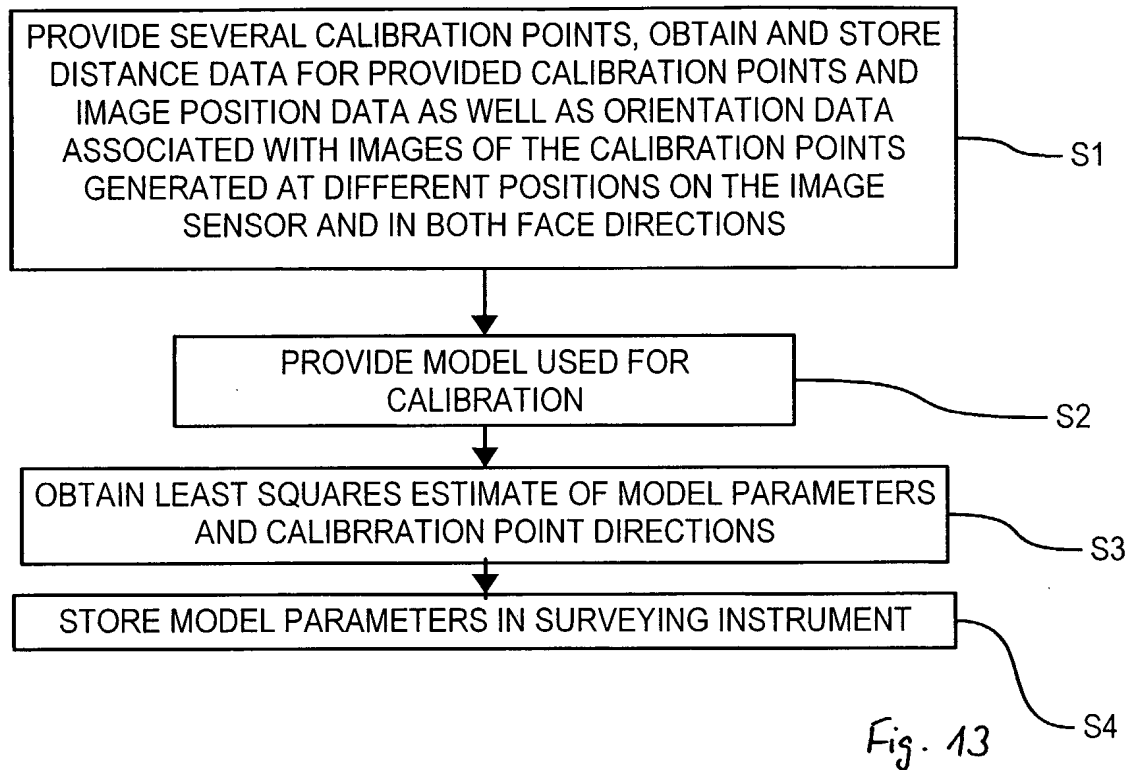 PROVIDE SEVERAL CALIBRATION POINTS, OBTAIN AND STORE
DISTANCE DATA FOR PROVIDED CALIBRATION POINTS AND
IMAGE POSITION DATA AS WELL AS ORIENTATION DATA
ASSOCIATED WITH IMAGES OF THE CALIBRATION POINTS
GENERATED AT DIFFERENT POSITIONS ON THE IMAGE
SENSOR AND IN BOTH FACE DIRECTIONS
S1
PROVIDE MODEL USED FOR
CALIBRATION
S2
OBTAIN LEAST SQUARES ESTIMATE OF MODEL PARAMETERS
AND CALIBRRATION POINT DIRECTIONS
S3
STORE MODEL PARAMETERS IN SURVEYING INSTRUMENT
S4
Fig. 13